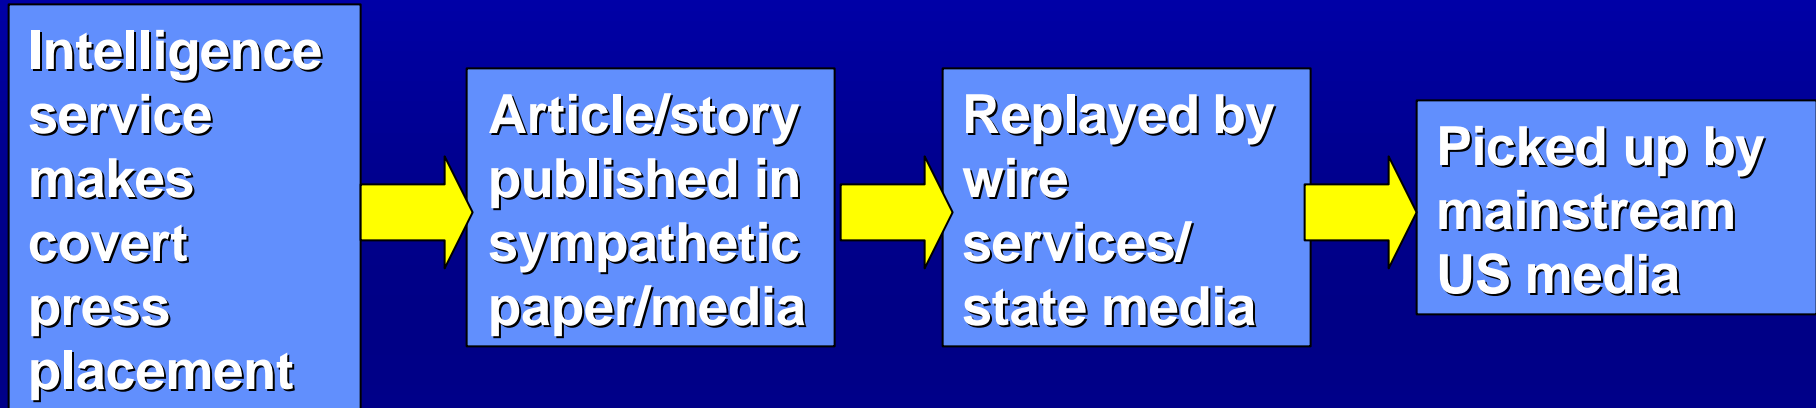 Intelligence
service
makes
covert
press
placement
Article/story
published in
sympathetic
paper/media
Replayed by
wire
services/
state media
Picked up by
mainstream
US media